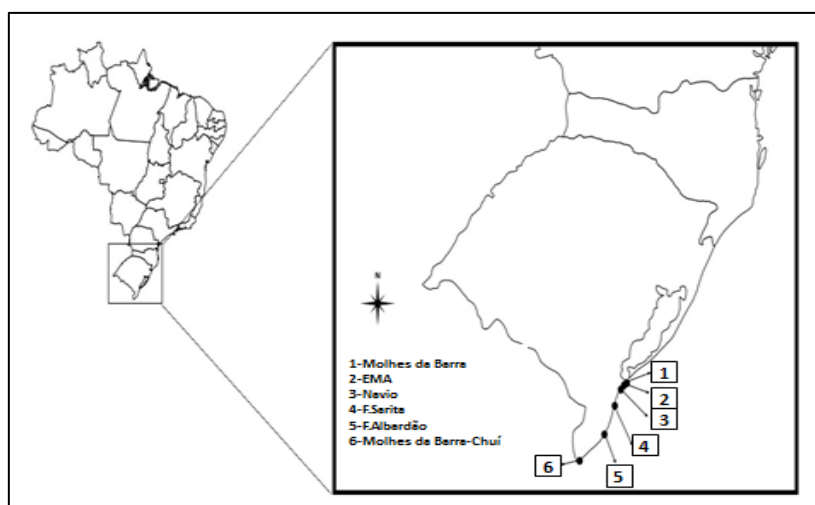 N
1-Molhes da Barra
2-EMA
3-Navio
4-F.Sarita
5-F.Albardão
6-Molhes da Barra-Chuí
1
2
3
4
5
6